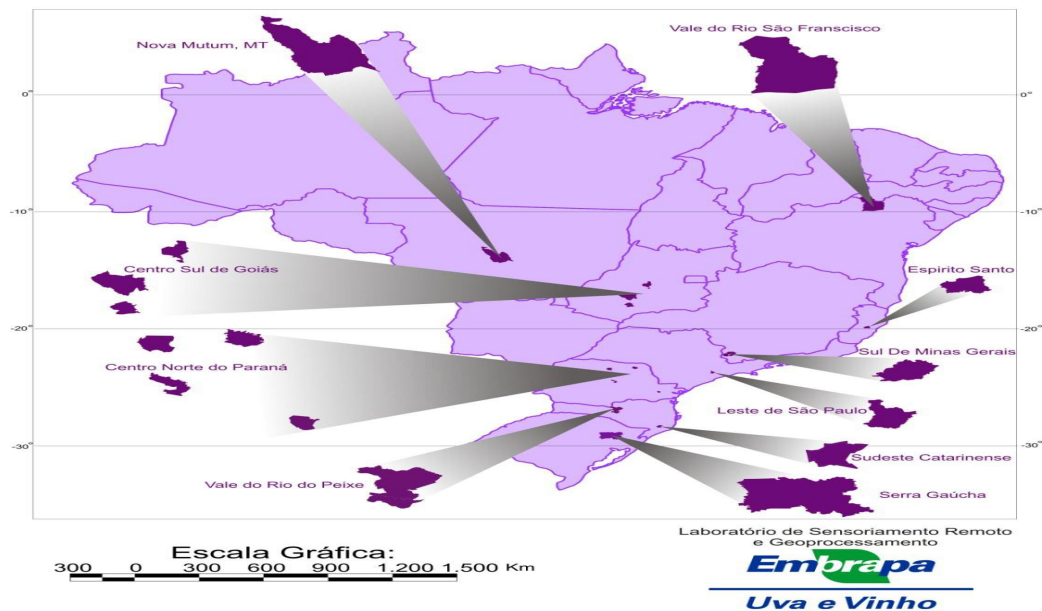 Vale do Rio São Franscisco
Nova Mutum, MT
0°
0°
-10°
-10°
Centro Sul de Goiás
Espirito Santo
-20°
-20°
Sul De Minas Gerais
Centro Norte do Paraná
Leste de São Paulo
-30°
-30°
Sudeste Catarinense
Vale do Rio do Peixe
Serra Gaúcha
Laboratório de Sensoriamento Remoto
e Geoprocessamento
Escala Gráfica:
300 0 300 600 900 1.200 1.500 Km
Embrapa
Uva e Vinho